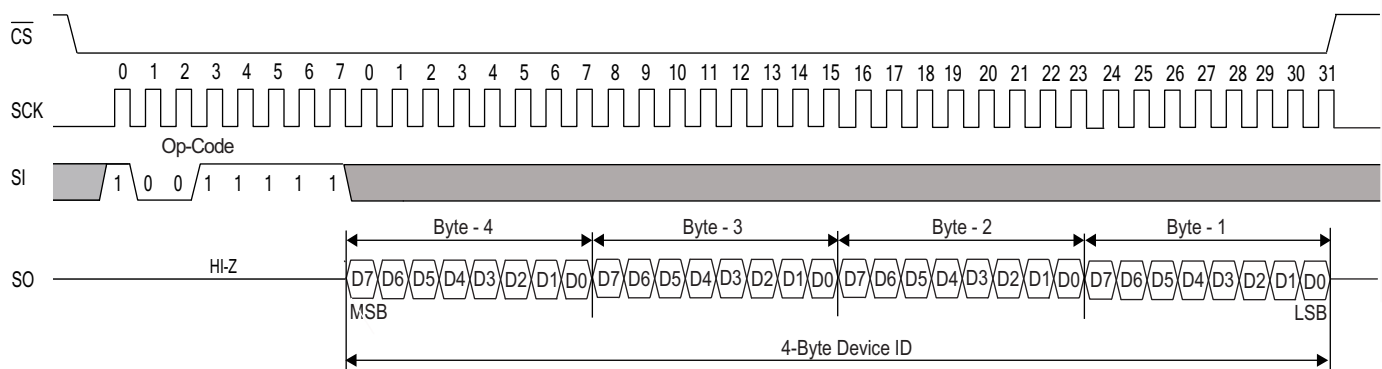 CS
0 1 2 3 4 5 6 7 0 1 2 3 4 5 6 7 8 9 10 11 12 13 14 15 16 17 18 19 20 21 22 23 24 25 26 27 28 29 30 31
SCK
Op-Code
SI 1 0 0 1 1 1 1 1
Byte - 4 Byte - 3 Byte - 2 Byte - 1
HI-Z
SO D7 D6 D5 D4 D3 D2 D1 D0 D7 D6 D5 D4 D3 D2 D1 D0 D7 D6 D5 D4 D3 D2 D1 D0 D7 D6 D5 D4 D3 D2 D1 D0
MSB LSB
4-Byte Device ID